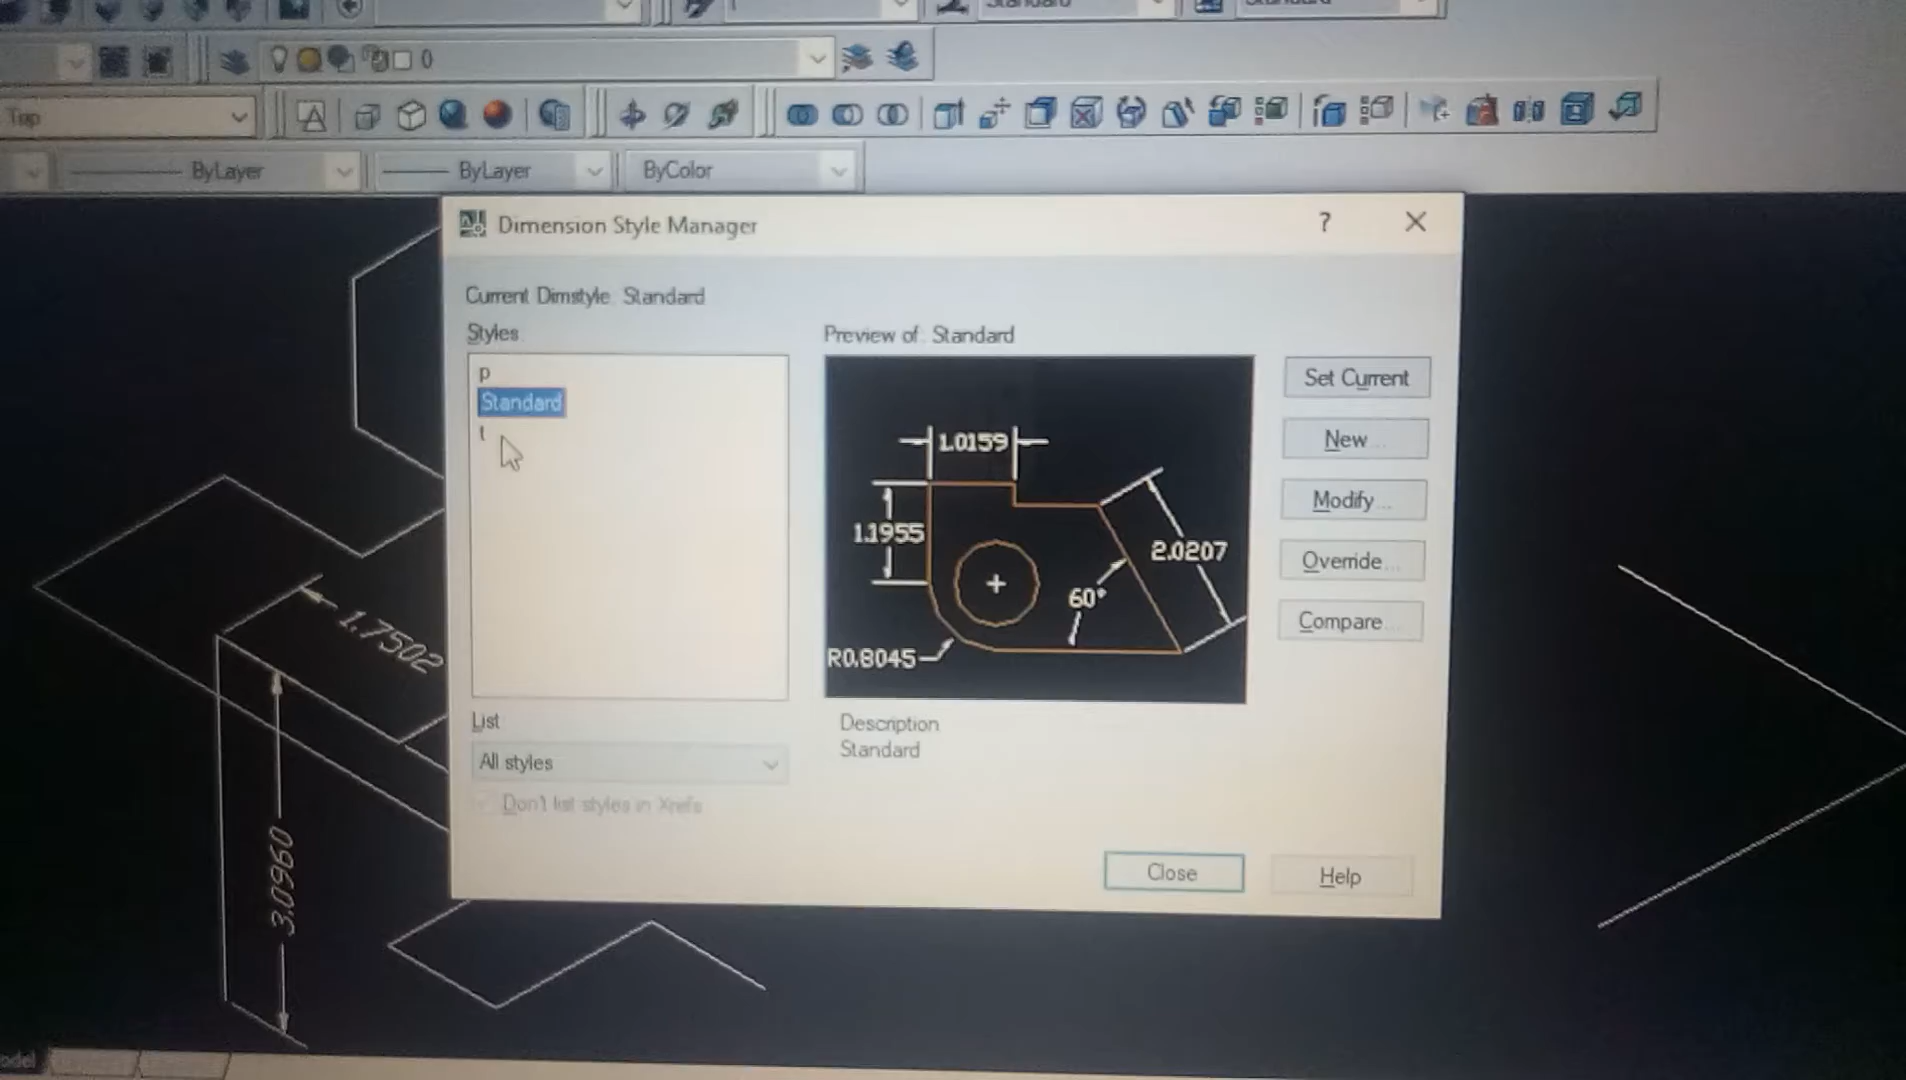 Standard
Standard
0
Top
ByLayer
ByLayer
ByColor
Dimension Style Manager
?
Current Dimstyle: Standard
Styles
Preview of: Standard
p
Standard
t
Set Current
New...
Modify...
Override...
Compare...
1.0159
1.1955
2.0207
60°
R0.8045
1.7502
3.0960
List
All styles
Don't list styles in Xrefs
Description
Standard
Close
Help